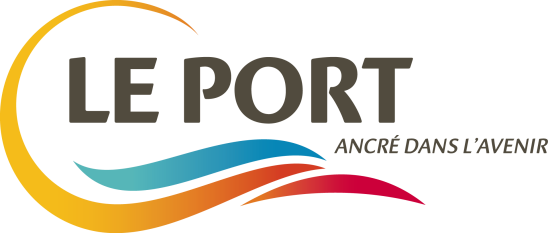 LE PORT
ANCRÉ DANS L'AVENIR